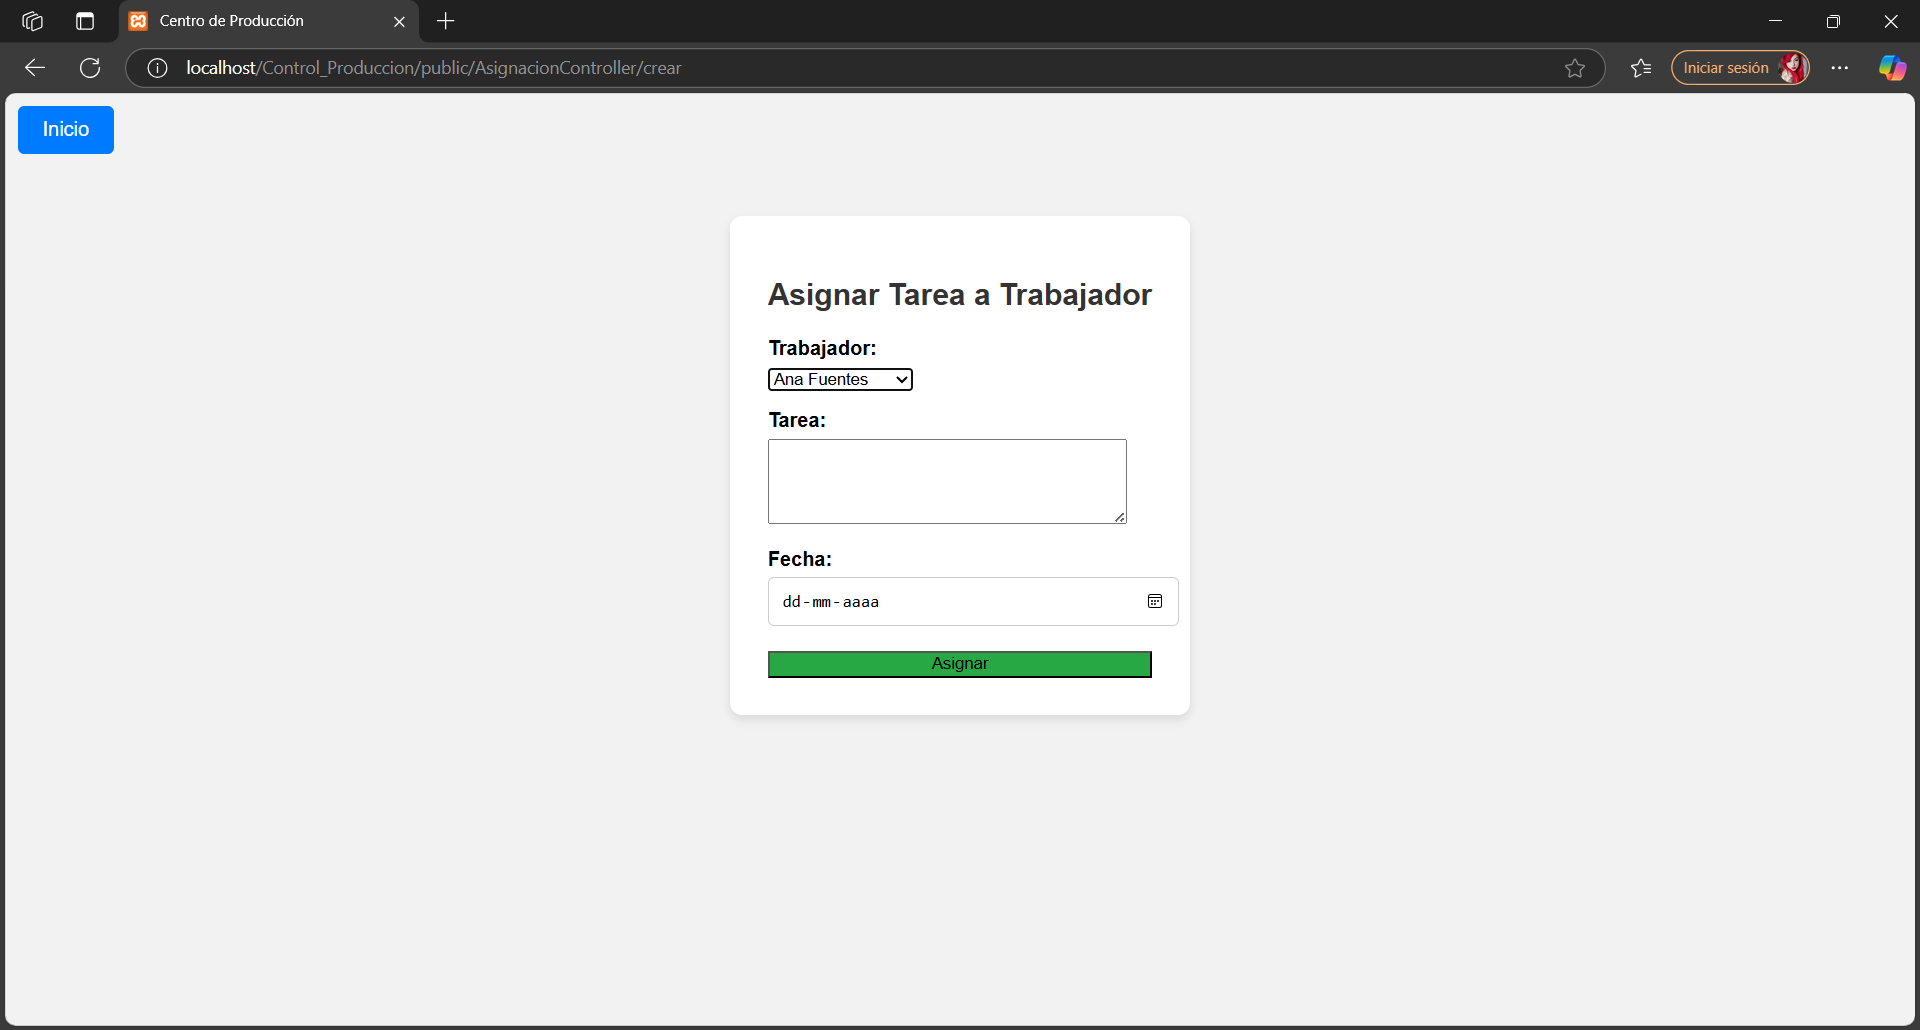 Centro de Producción
localhost/Control_Produccion/public/AsignacionController/crear
Iniciar sesión
Inicio
Asignar Tarea a Trabajador
Trabajador:
Ana Fuentes
Tarea:
Fecha:
dd-mm-aaaa
Asignar